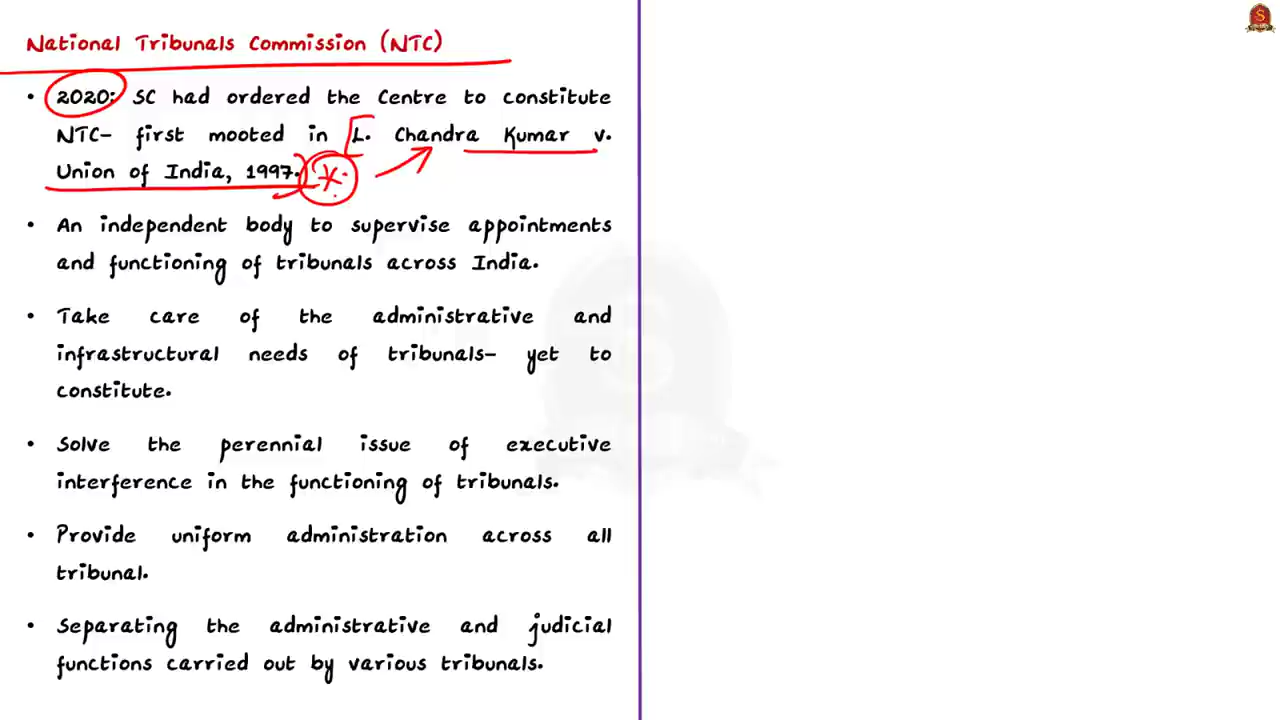 National Tribunals Commission (NTC)
• 2020: SC had ordered the Centre to constitute
NTC- first mooted in L. Chandra Kumar v.
Union of India, 1997.
• An independent body to supervise appointments
and functioning of tribunals across India.
• Take care of the administrative and
infrastructural needs of tribunals- yet to
constitute.
• Solve the perennial issue of executive
interference in the functioning of tribunals.
• Provide uniform administration across all
tribunal.
• Separating the administrative and judicial
functions carried out by various tribunals.